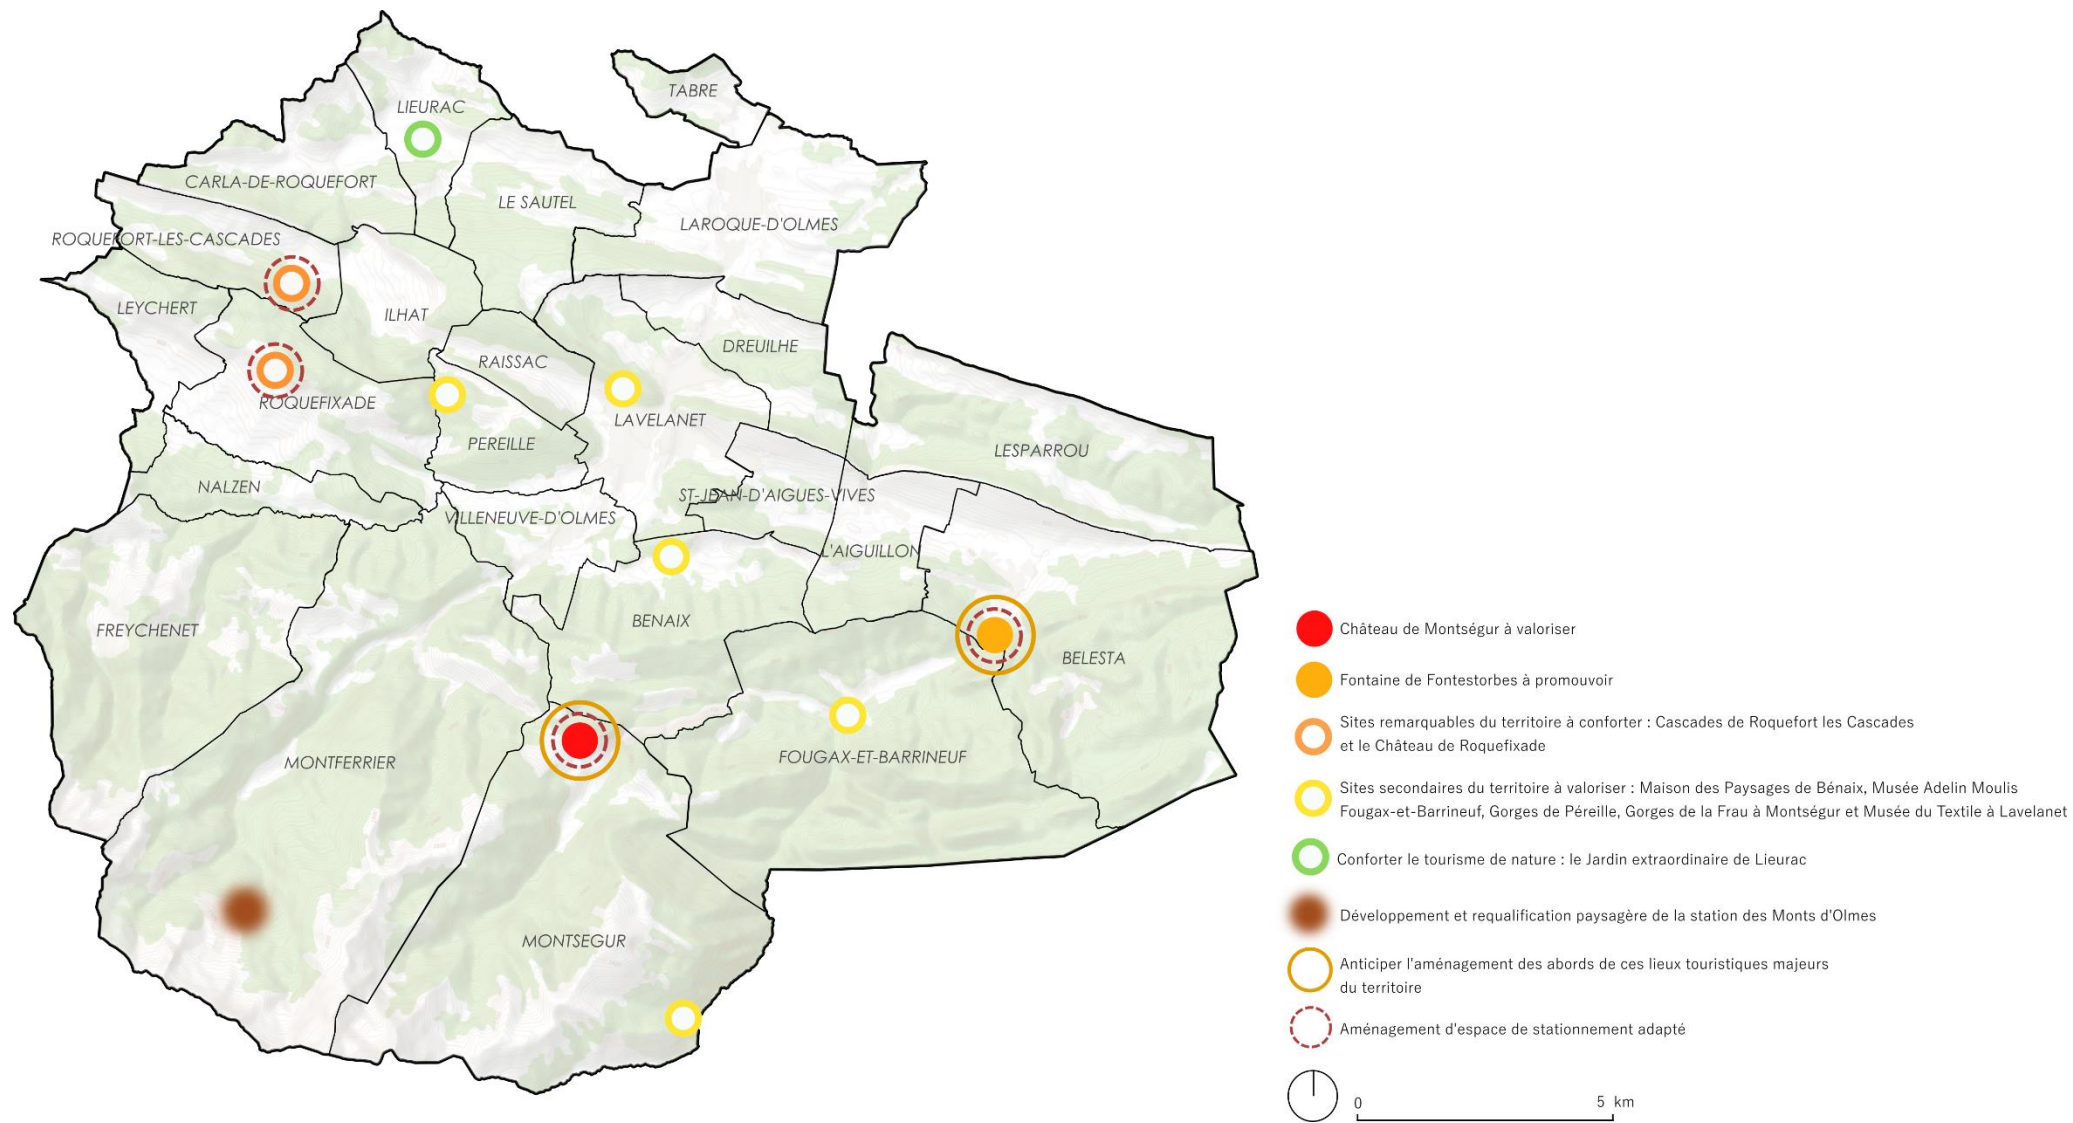 TABRE
LIEURAC
CARLA-DE-ROQUEFORT
LE SAUTEL
LAROQUE-D'OLMES
ROQUEFORT-LES-CASCADES
LEYCHERT
ILHAT
DREUILHE
RAISSAC
ROQUEFIXADE
LAVELANET
PEREILLE
LESPARROU
NALZEN
ST-JEAN-D'AIGUES-VIVES
VILLENEUVE-D'OLMES
L'AIGUILLON
BENAIX
FREYCHENET
BELESTA
MONTFERRIER
FOUGAX-ET-BARRINEUF
MONTSEGUR
Château de Montségur à valoriser
Fontaine de Fontestorbes à promouvoir
Sites remarquables du territoire à conforter : Cascades de Roquefort les Cascades
et le Château de Roquefixade
Sites secondaires du territoire à valoriser : Maison des Paysages de Bénaix, Musée Adelin Moulis
Fougax-et-Barrineuf, Gorges de Péreille, Gorges de la Frau à Montségur et Musée du Textile à Lavelanet
Conforter le tourisme de nature : le Jardin extraordinaire de Lieurac
Développement et requalification paysagère de la station des Monts d'Olmes
Anticiper l'aménagement des abords de ces lieux touristiques majeurs
du territoire
Aménagement d'espace de stationnement adapté
0 5 km